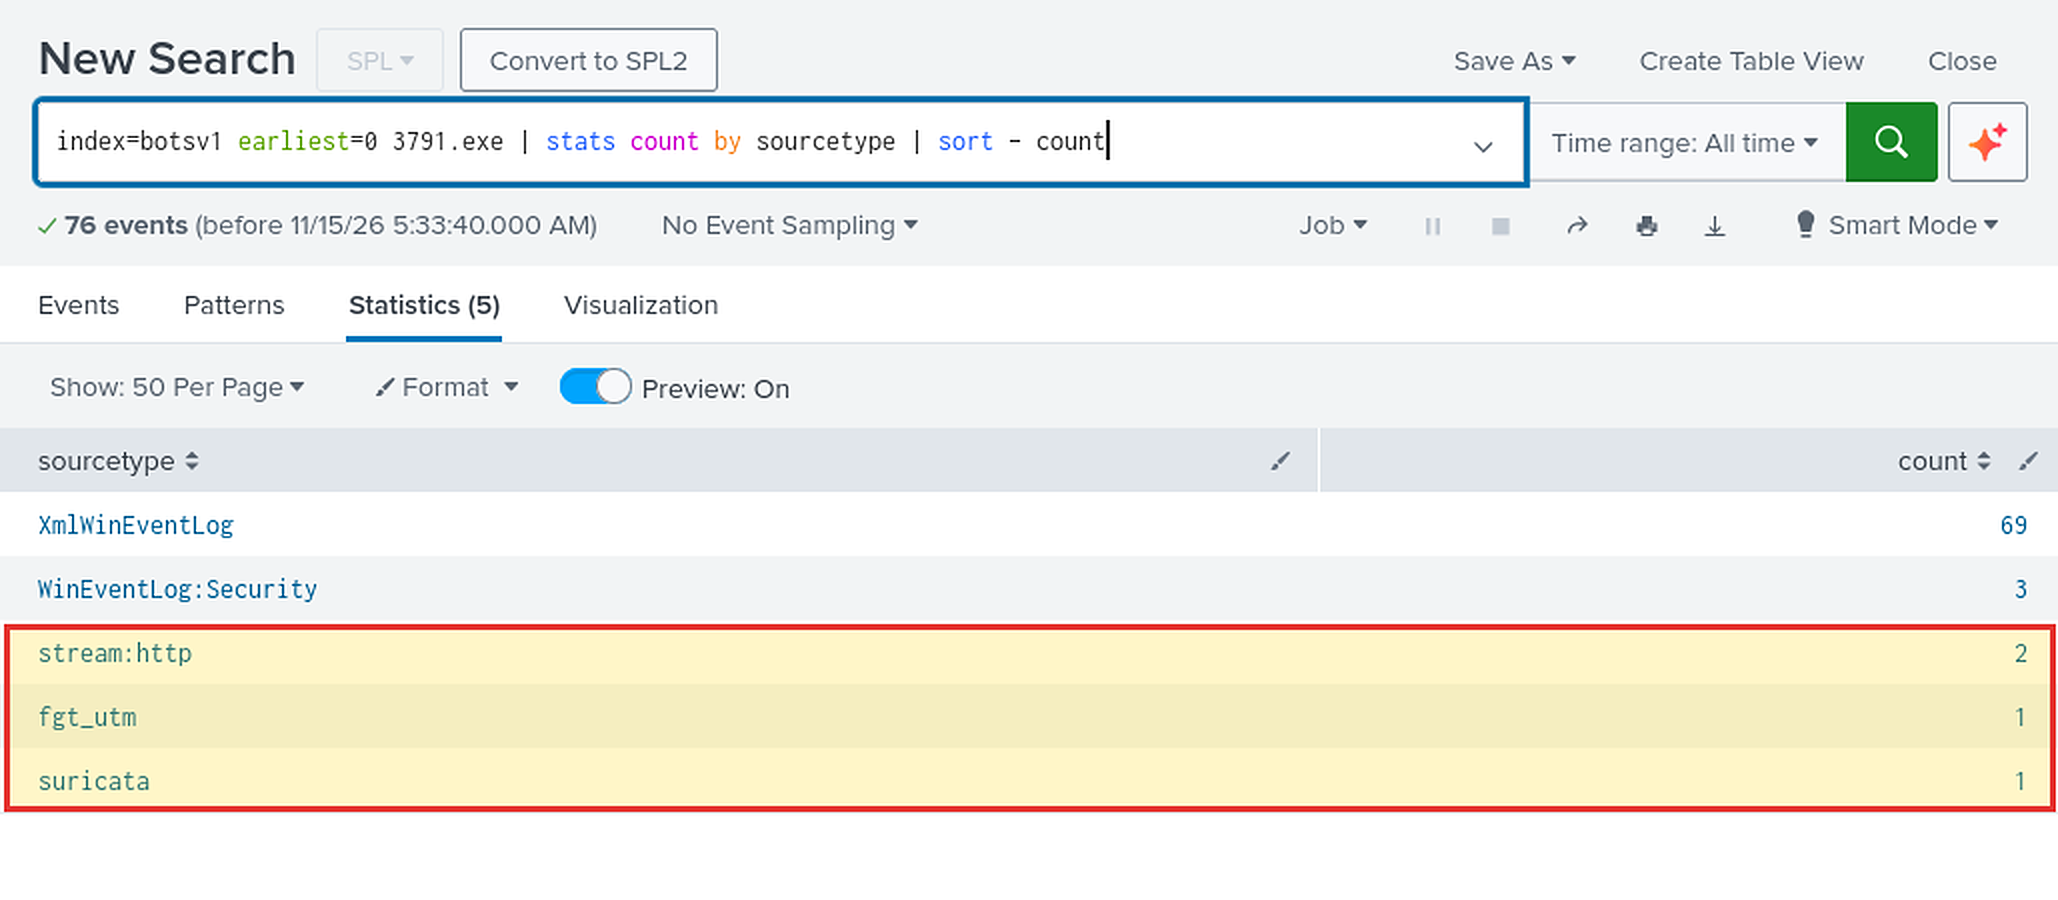 New Search SPL Convert to SPL2 Save As Create Table View Close
index=botsv1 earliest=0 3791.exe | stats count by sourcetype | sort - count Time range: All time
76 events (before 11/15/26 5:33:40.000 AM) No Event Sampling Job Smart Mode
Events Patterns Statistics (5) Visualization
Show: 50 Per Page Format Preview: On
sourcetype count
XmlWinEventLog 69
WinEventLog:Security 3
stream:http 2
fgt_utm 1
suricata 1